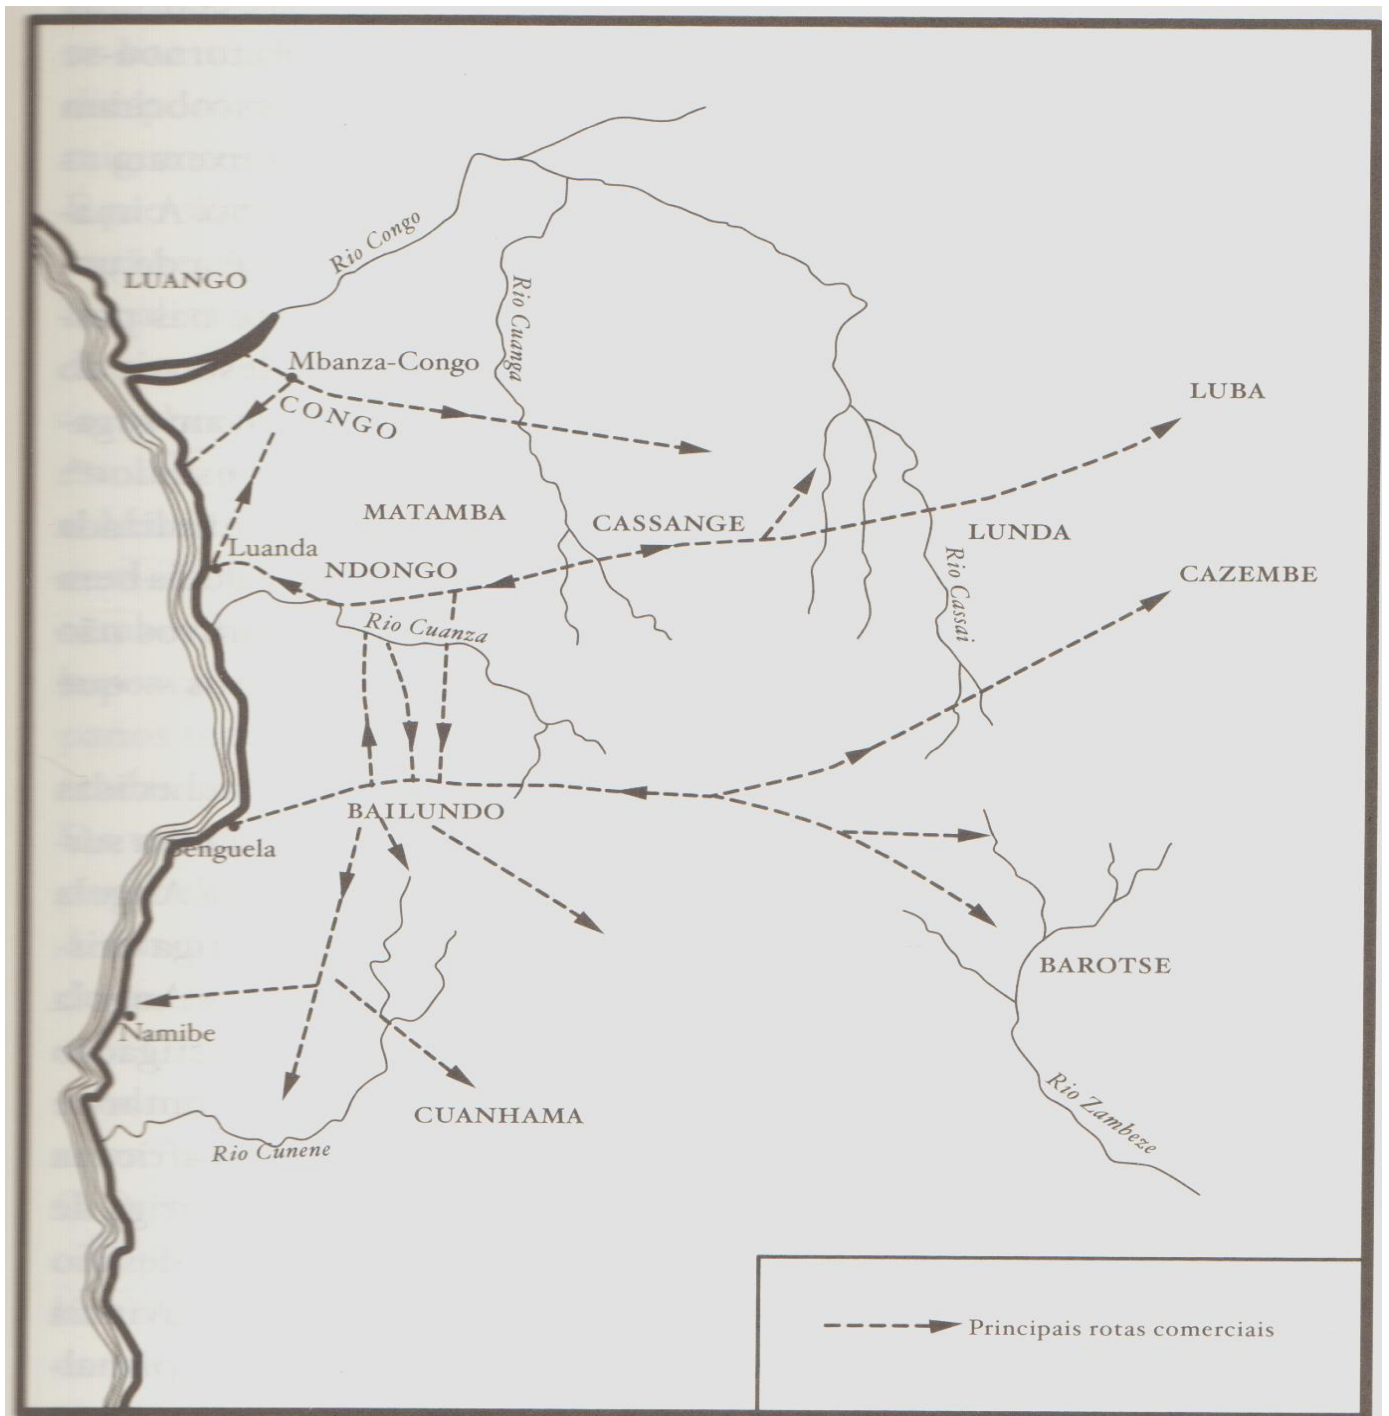 Rio Congo
LUANGO
Rio Cuanga
Mbanza-Congo
LUBA
CONGO
MATAMBA
CASSANGE
LUNDA
Luanda
NDONGO
CAZEMBE
Rio Cassai
Rio Cuanza
BAILUNDO
Benguela
BAROTSE
Namibe
Rio Zambeze
CUANHAMA
Rio Cunene
Principais rotas comerciais